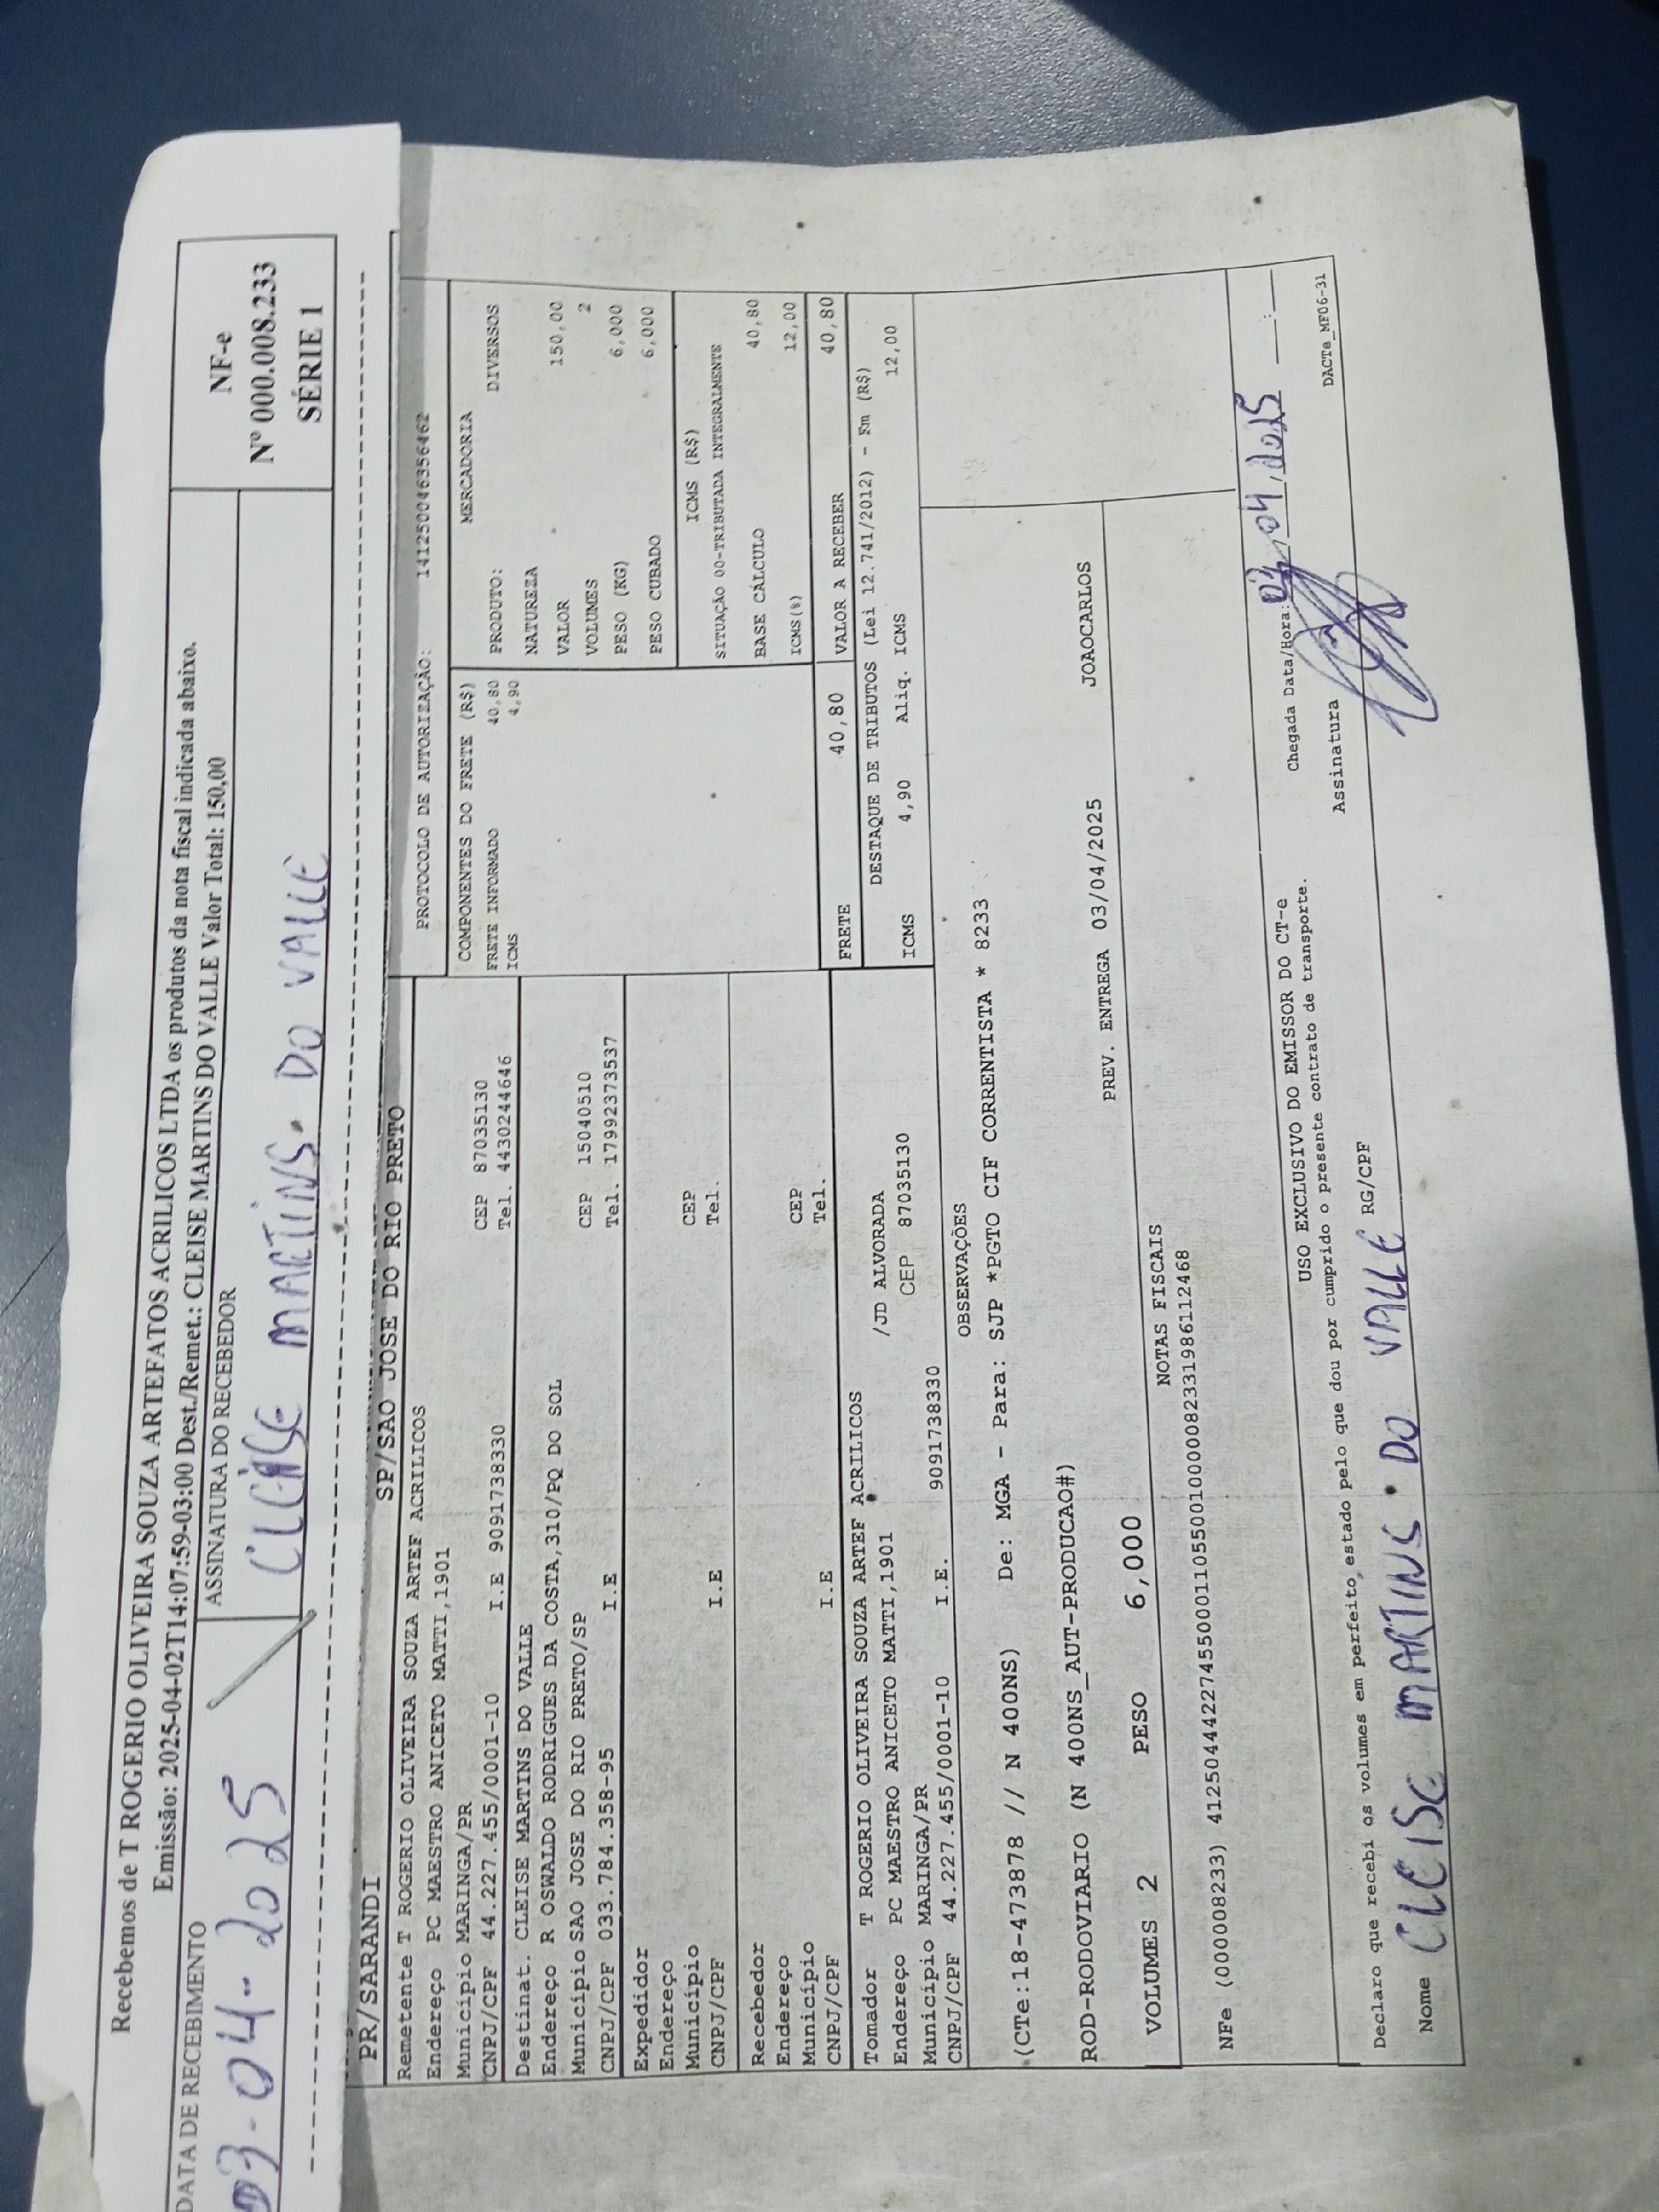 Recebemos de T ROGERIO OLIVEIRA SOUZA ARTEFATOS ACRILICOS LTDA os produtos da nota fiscal indicada abaixo.
Emissão: 2025-04-02T14:07:59-03:00 Dest./Remet.: CLEISE MARTINS DO VALLE Valor Total: 150,00
NF-e
Nº 000.008.233
SÉRIE 1
DATA DE RECEBIMENTO
03-04-2025
ASSINATURA DO RECEBEDOR
CLEISE MARTINS. DO VALLE
PR/SARANDI
SP/SAO JOSE DO RIO PRETO
Remetente T ROGERIO OLIVEIRA SOUZA ARTEF ACRILICOS
Endereço PC MAESTRO ANICETO MATTI,1901
Município MARINGA/PR CEP 87035130
CNPJ/CPF 44.227.455/0001-10 I.E 9091738330 Tel. 4430244646
Destinat. CLEISE MARTINS DO VALLE
Endereço R OSWALDO RODRIGUES DA COSTA,310/PQ DO SOL
Município SAO JOSE DO RIO PRETO/SP CEP 15040510
CNPJ/CPF 033.784.358-95 I.E Tel. 17992373537
Expedidor
Endereço
Município CEP
CNPJ/CPF I.E Tel.
Recebedor
Endereço
Município CEP
CNPJ/CPF I.E Tel.
Tomador T ROGERIO OLIVEIRA SOUZA ARTEF ACRILICOS
Endereço PC MAESTRO ANICETO MATTI,1901 /JD ALVORADA
Município MARINGA/PR CEP 87035130
CNPJ/CPF 44.227.455/0001-10 I.E. 9091738330
PROTOCOLO DE AUTORIZAÇÃO: 141250046356462
COMPONENTES DO FRETE (R$)
FRETE INFORMADO 40,80
ICMS 4,90
MERCADORIA
PRODUTO: DIVERSOS
NATUREZA
VALOR 150,00
VOLUMES 2
PESO (KG) 6,000
PESO CUBADO 6,000
ICMS (R$)
SITUAÇÃO 00-TRIBUTADA INTEGRALMENTE
BASE CÁLCULO 40,80
ICMS(%) 12,00
FRETE 40,80 VALOR A RECEBER 40,80
DESTAQUE DE TRIBUTOS (Lei 12.741/2012) - Em (R$)
ICMS 4,90 Aliq. ICMS 12,00
OBSERVAÇÕES
(CTe:18-473878 // N 400NS) De: MGA - Para: SJP *PGTO CIF CORRENTISTA * 8233
ROD-RODOVIARIO (N 400NS_AUT-PRODUCAO#)
PREV. ENTREGA 03/04/2025 JOAOCARLOS
VOLUMES 2 PESO 6,000
NOTAS FISCAIS
NFe (000008233) 41250444227455000110550010000082331986112468
USO EXCLUSIVO DO EMISSOR DO CT-e
Declaro que recebi os volumes em perfeito estado pelo que dou por cumprido o presente contrato de transporte.
Chegada Data/Hora: 03/04/2025 __:__
Nome CLEISE MARTINS. DO VALLE RG/CPF
Assinatura
DACTe_MF06-31